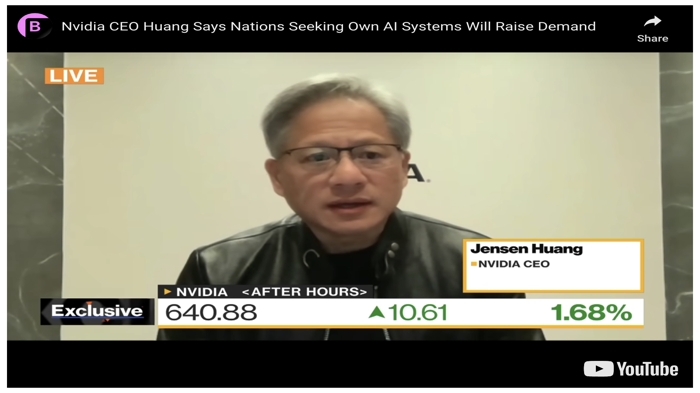 B
Nvidia CEO Huang Says Nations Seeking Own AI Systems Will Raise Demand
Share
LIVE
A.
Jensen Huang
NVIDIA CEO
NVIDIA <AFTER HOURS>
Exclusive
640.88 ▲10.61 1.68%
YouTube